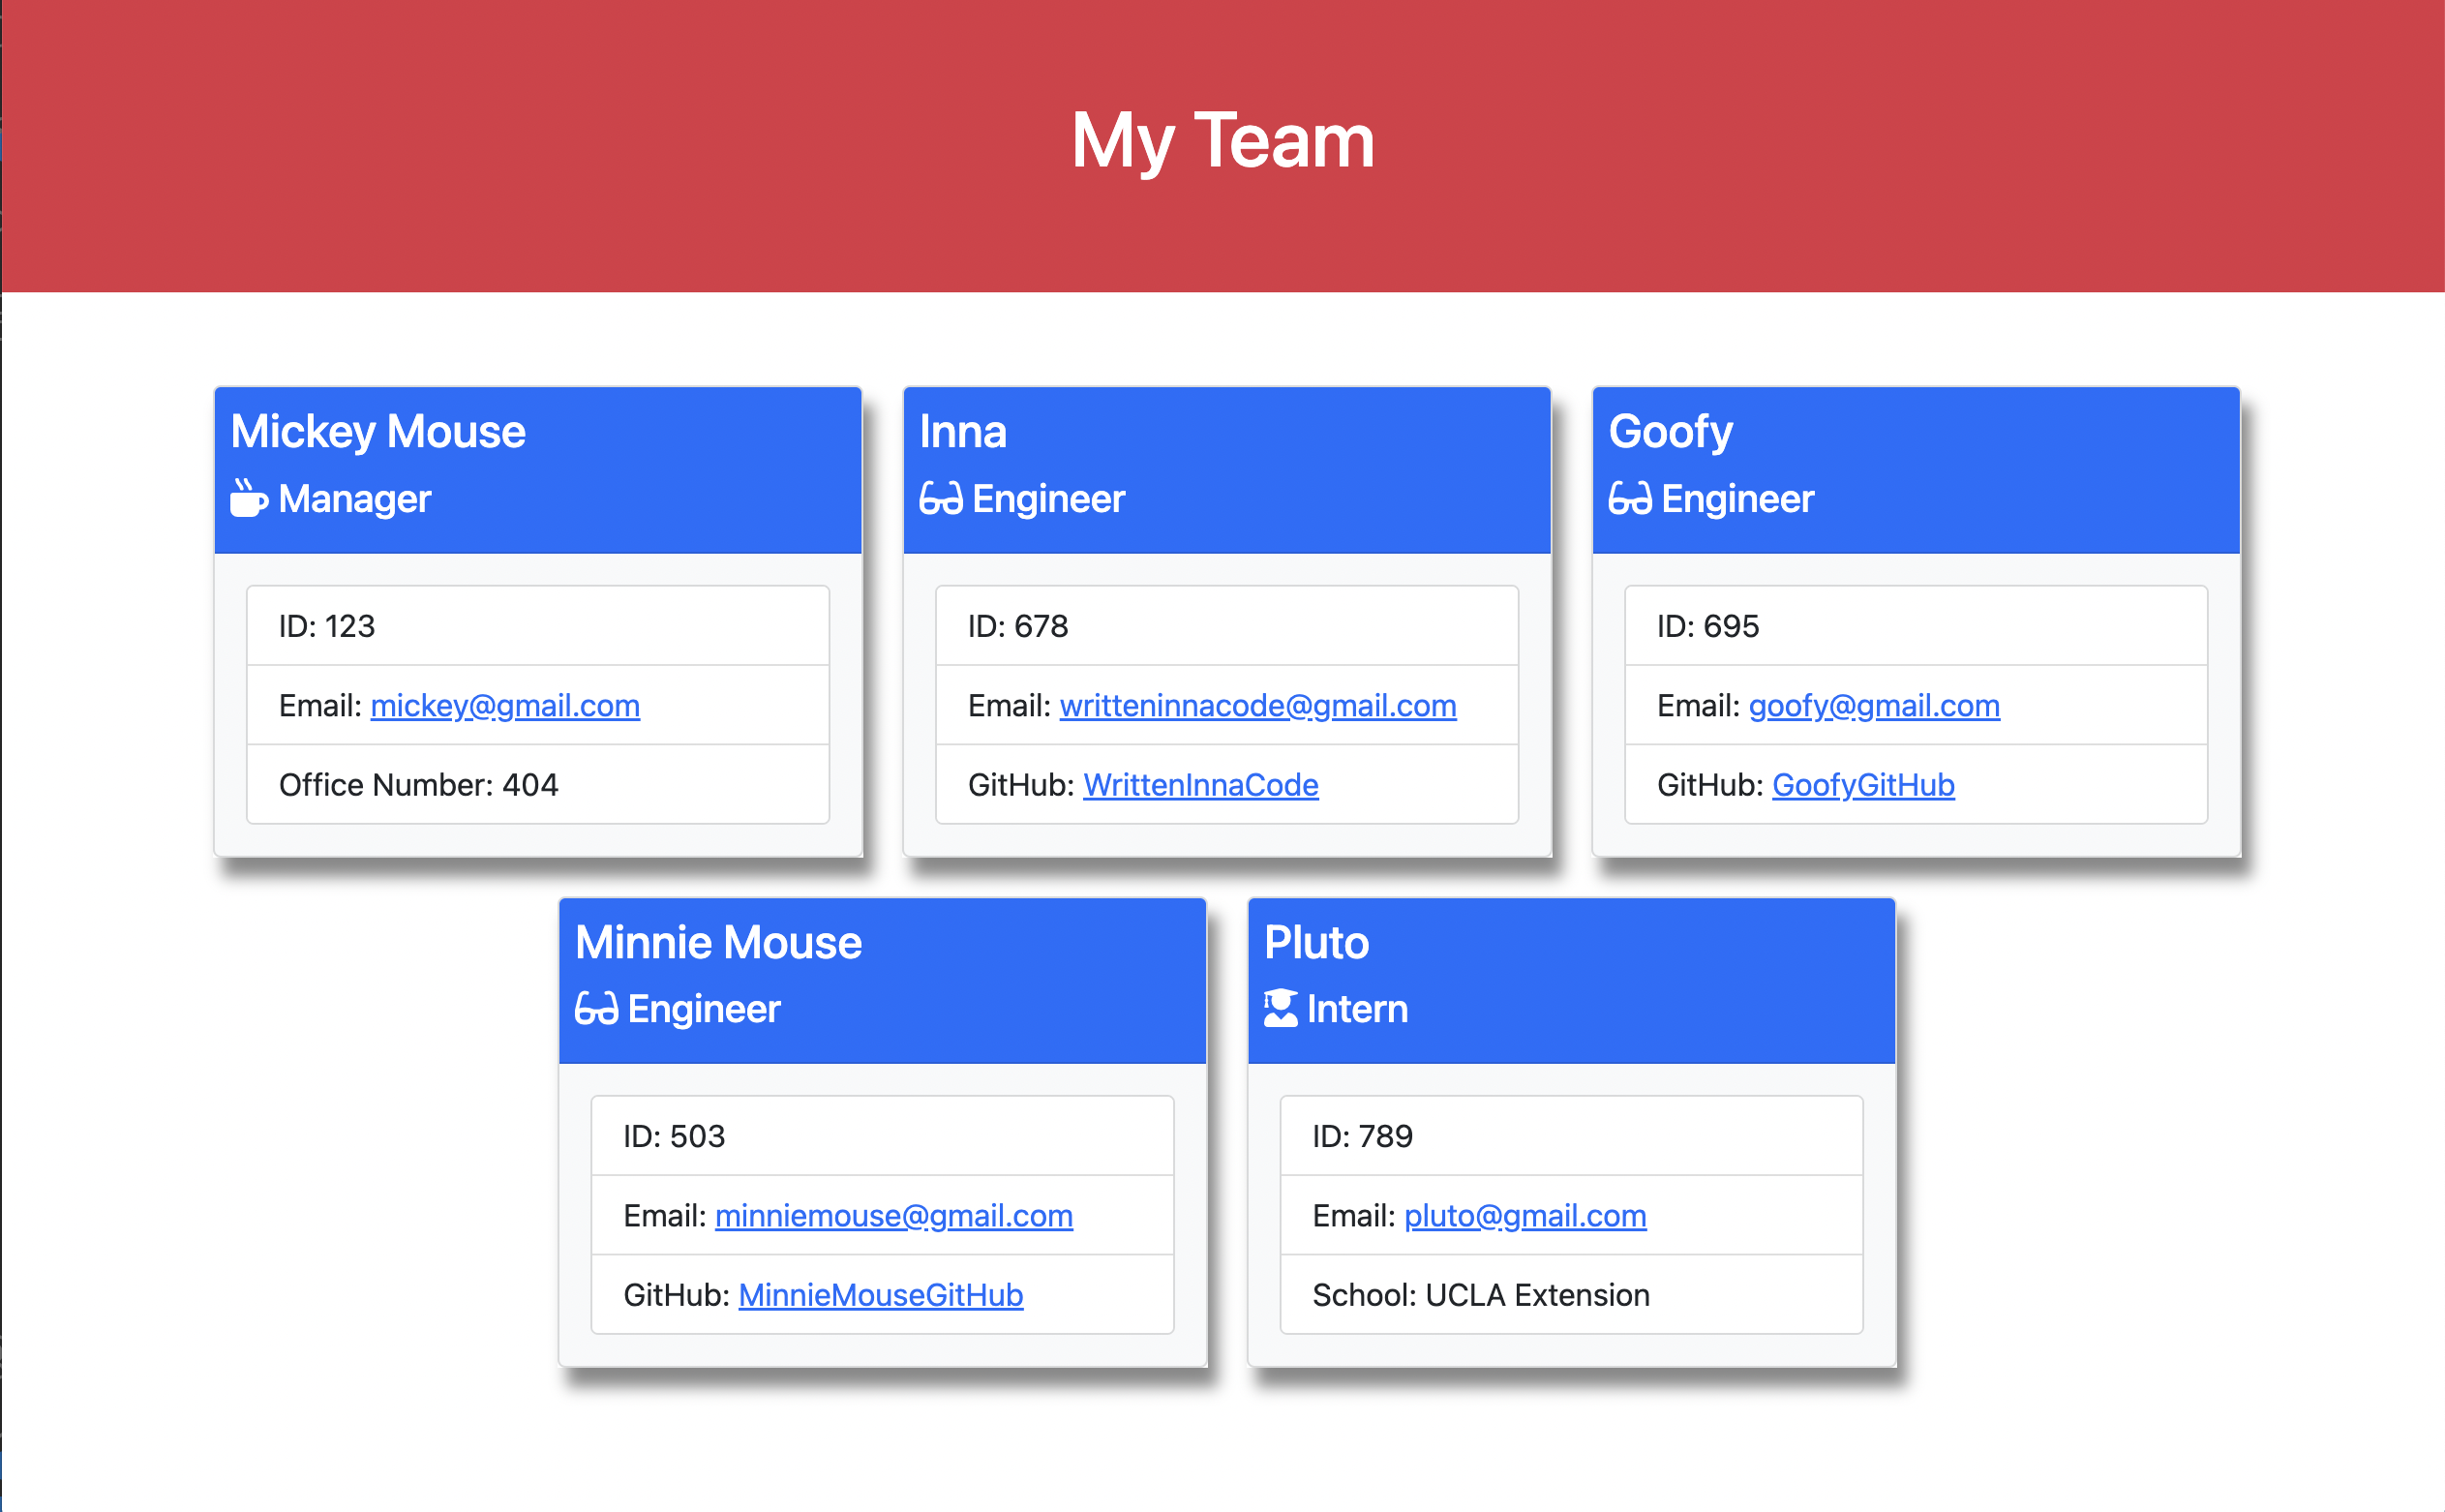 My Team
Mickey Mouse
Manager
ID: 123
Email: mickey@gmail.com
Office Number: 404
Inna
Engineer
ID: 678
Email: writteninnacode@gmail.com
GitHub: WrittenInnaCode
Goofy
Engineer
ID: 695
Email: goofy@gmail.com
GitHub: GoofyGitHub
Minnie Mouse
Engineer
ID: 503
Email: minniemouse@gmail.com
GitHub: MinnieMouseGitHub
Pluto
Intern
ID: 789
Email: pluto@gmail.com
School: UCLA Extension